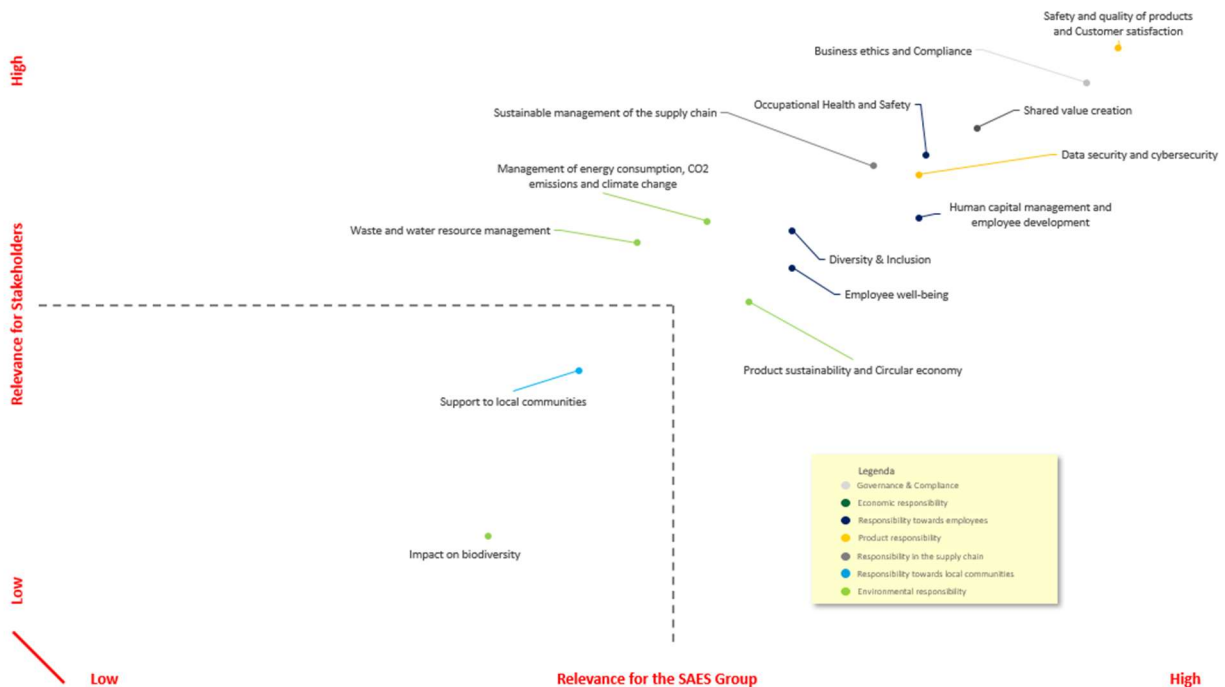 Safety and quality of products
and Customer satisfaction
High
Business ethics and Compliance
Occupational Health and Safety
Shared value creation
Sustainable management of the supply chain
Data security and cybersecurity
Management of energy consumption, CO2
emissions and climate change
Human capital management and
employee development
Waste and water resource management
Diversity & Inclusion
Employee well-being
Relevance for Stakeholders
Product sustainability and Circular economy
Support to local communities
Impact on biodiversity
Legenda
Governance & Compliance
Economic responsibility
Responsibility towards employees
Product responsibility
Responsibility in the supply chain
Responsibility towards local communities
Environmental responsibility
Low
Low
Relevance for the SAES Group
High